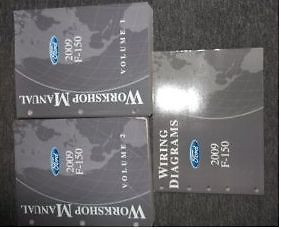 WORKSHOP MANUAL
VOLUME 1
2009
F-150
Ford
WORKSHOP MANUAL
VOLUME 2
2009
F-150
Ford
WIRING
DIAGRAMS
Ford
2009
F-150